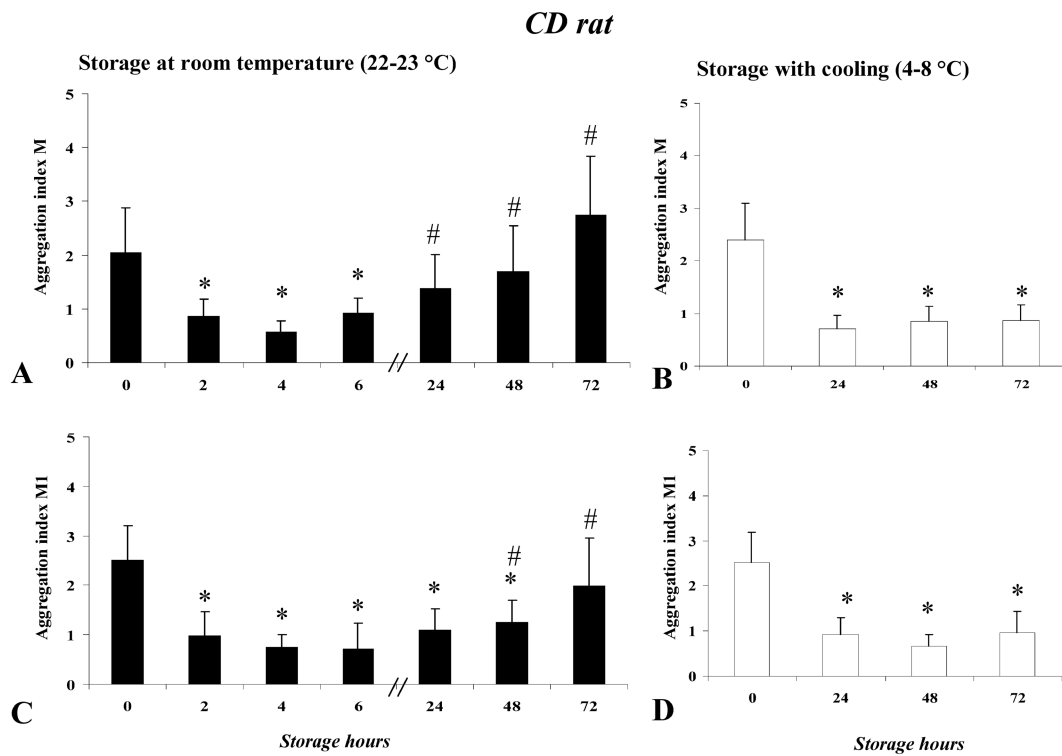 CD rat
Storage at room temperature (22-23 °C)
Aggregation index M
5
4
3
2
1
0
*
*
*
#
#
#
0 2 4 6 // 24 48 72
A
Storage with cooling (4-8 °C)
Aggregation index M
5
4
3
2
1
0
* * *
0 24 48 72
B
Aggregation index M1
5
4
3
2
1
0
*
*
*
*
#
*
#
0 2 4 6 // 24 48 72
C
Storage hours
Aggregation index M1
5
4
3
2
1
0
*
*
*
0 24 48 72
D
Storage hours